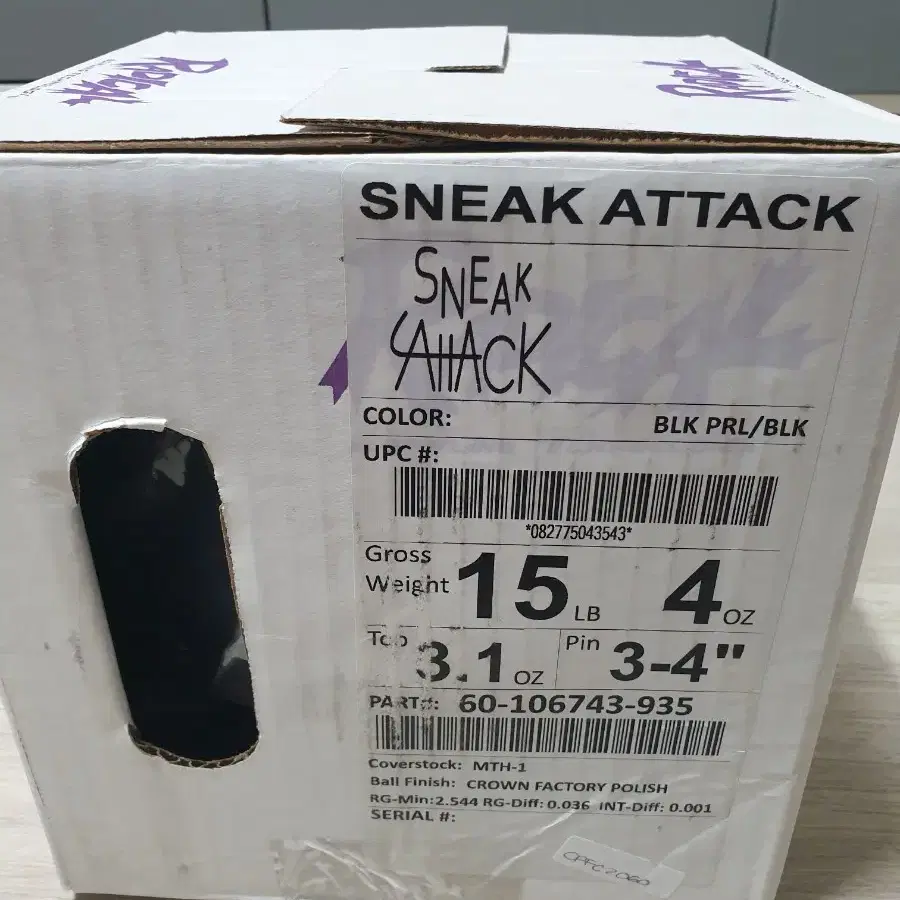 RADICAL
RADICAL
SNEAK ATTACK
SNEAK
ATTACK
COLOR: BLK PRL/BLK
UPC #:
*082775043543*
Gross
Weight 15 LB 4 OZ
Top 3.1 OZ Pin 3-4"
PART#: 60-106743-935
Coverstock: MTH-1
Ball Finish: CROWN FACTORY POLISH
RG-Min:2.544 RG-Diff: 0.036 INT-Diff: 0.001
SERIAL #: